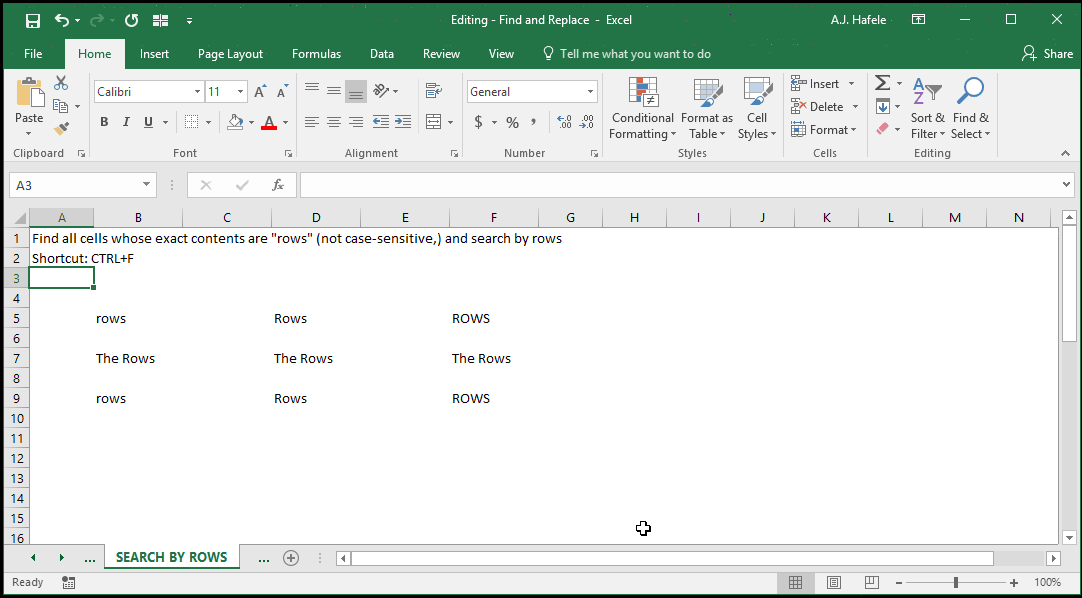 Editing - Find and Replace - Excel
A.J. Hafele
File Home Insert Page Layout Formulas Data Review View Tell me what you want to do Share
Paste
Calibri 11
B I U A
General
$ % ,
Conditional Formatting
Format as Table
Cell Styles
Insert
Delete
Format
Sort & Filter
Find & Select
Clipboard Font Alignment Number Styles Cells Editing
A3 fx
A B C D E F G H I J K L M N
1 Find all cells whose exact contents are "rows" (not case-sensitive,) and search by rows
2 Shortcut: CTRL+F
3
4
5 rows Rows ROWS
6
7 The Rows The Rows The Rows
8
9 rows Rows ROWS
10
11
12
13
14
15
16
... SEARCH BY ROWS ...
Ready 100%